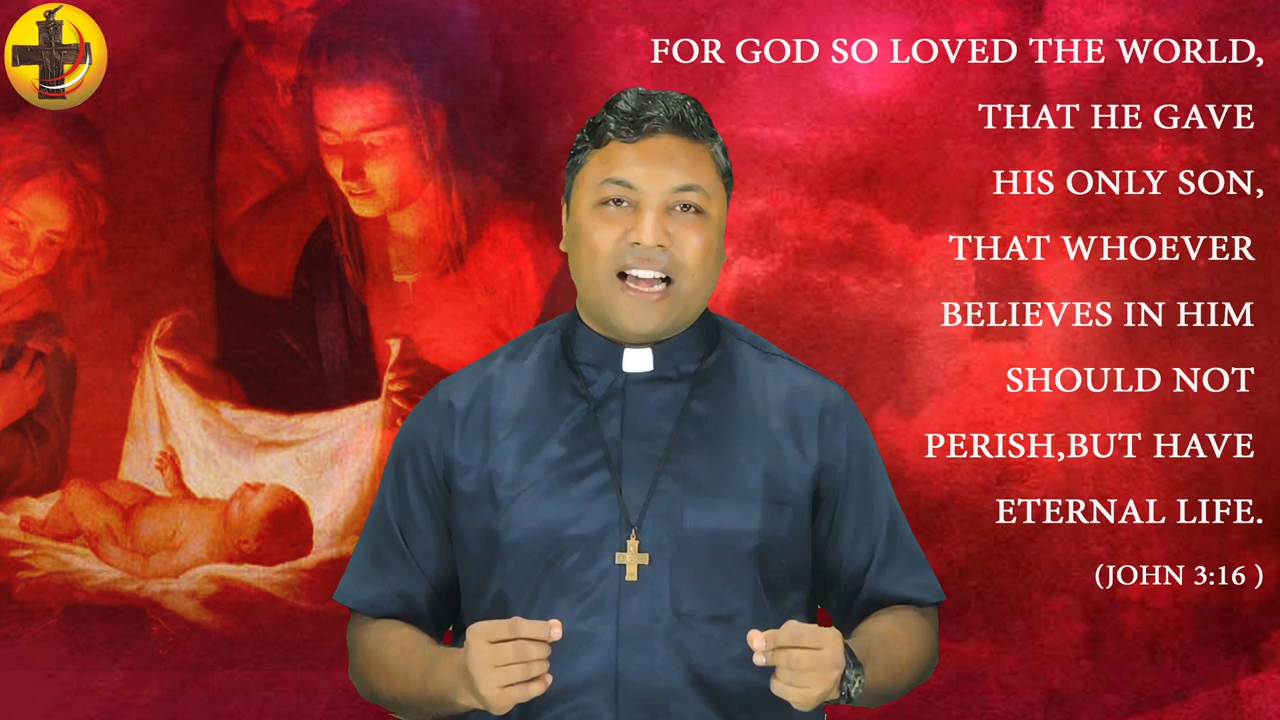 FOR GOD SO LOVED THE WORLD,
THAT HE GAVE
HIS ONLY SON,
THAT WHOEVER
BELIEVES IN HIM
SHOULD NOT
PERISH,BUT HAVE
ETERNAL LIFE.
(JOHN 3:16 )